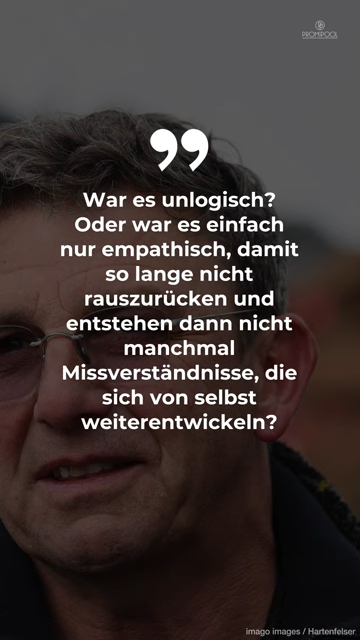 PROMIPOOL
War es unlogisch?
Oder war es einfach
nur empathisch, damit
so lange nicht
rauszurücken und
entstehen dann nicht
manchmal
Missverständnisse, die
sich von selbst
weiterentwickeln?
imago images / Hartenfelser